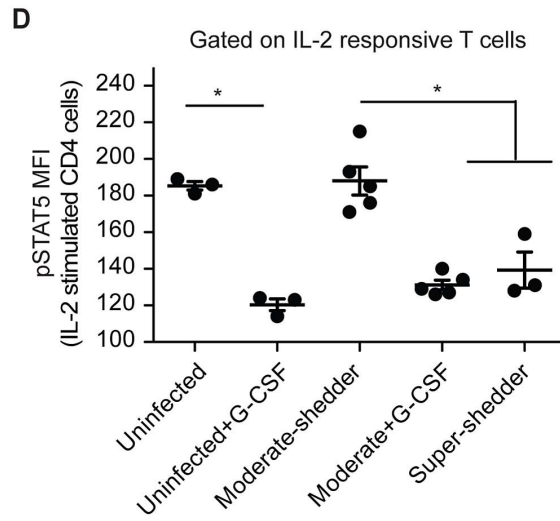 D
Gated on IL-2 responsive T cells
pSTAT5 MFI
(IL-2 stimulated CD4 cells)
240
220
200
180
160
140
120
100
*
*
Uninfected
Uninfected+G-CSF
Moderate-shedder
Moderate+G-CSF
Super-shedder